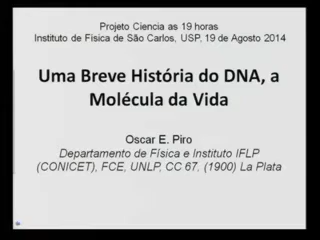 Projeto Ciencia as 19 horas
Instituto de Física de São Carlos, USP, 19 de Agosto 2014
Uma Breve História do DNA, a
Molécula da Vida
Oscar E. Piro
Departamento de Física e Instituto IFLP
(CONICET), FCE, UNLP, CC 67, (1900) La Plata